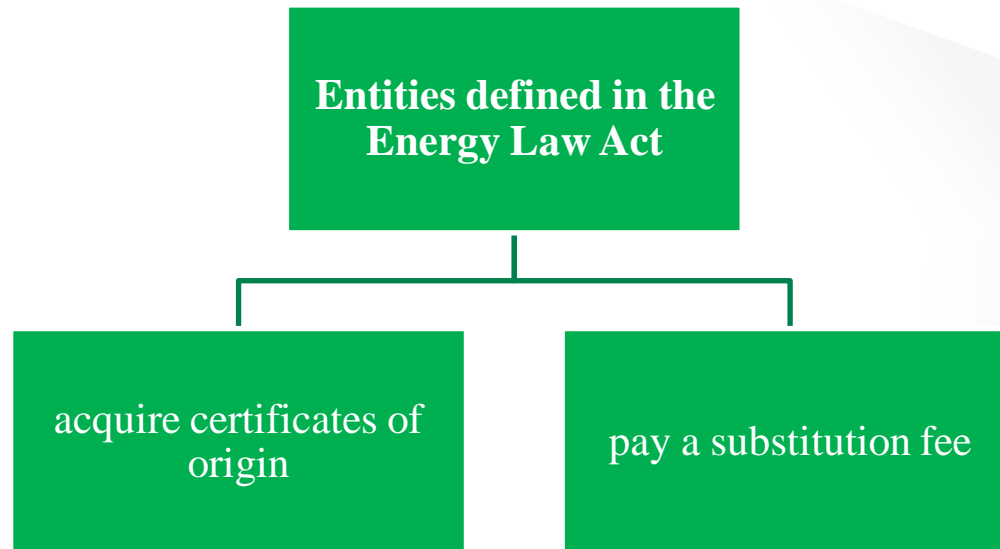 Entities defined in the
Energy Law Act
acquire certificates of
origin
pay a substitution fee